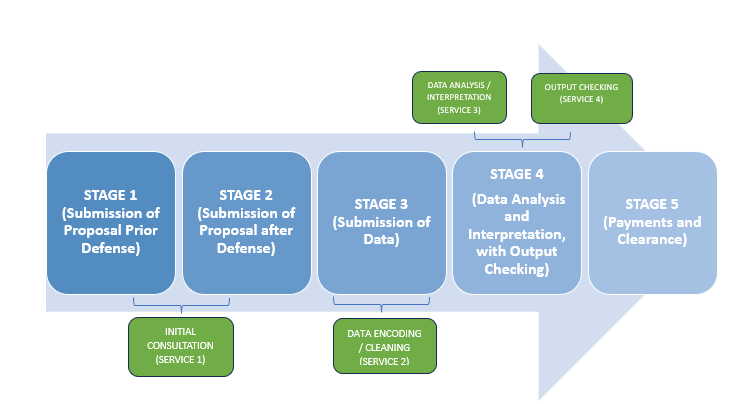 DATA ANALYSIS /
INTERPRETATION
(SERVICE 3)
OUTPUT CHECKING
(SERVICE 4)
STAGE 1
(Submission of
Proposal Prior
Defense)
STAGE 2
(Submission of
Proposal after
Defense)
STAGE 3
(Submission of
Data)
STAGE 4
(Data Analysis
and
Interpretation,
with Output
Checking)
STAGE 5
(Payments and
Clearance)
INITIAL
CONSULTATION
(SERVICE 1)
DATA ENCODING
/ CLEANING
(SERVICE 2)